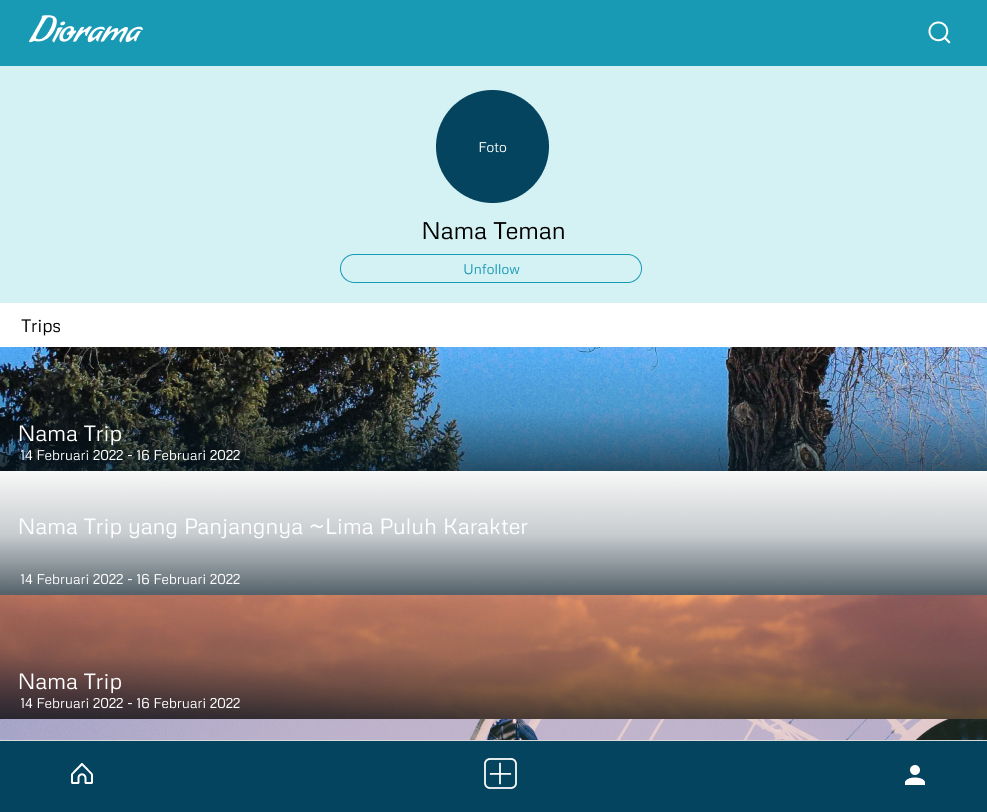 Diorama
Foto
Nama Teman
Unfollow
Trips
Nama Trip
14 Februari 2022 - 16 Februari 2022
Nama Trip yang Panjangnya ~Lima Puluh Karakter
14 Februari 2022 - 16 Februari 2022
Nama Trip
14 Februari 2022 - 16 Februari 2022